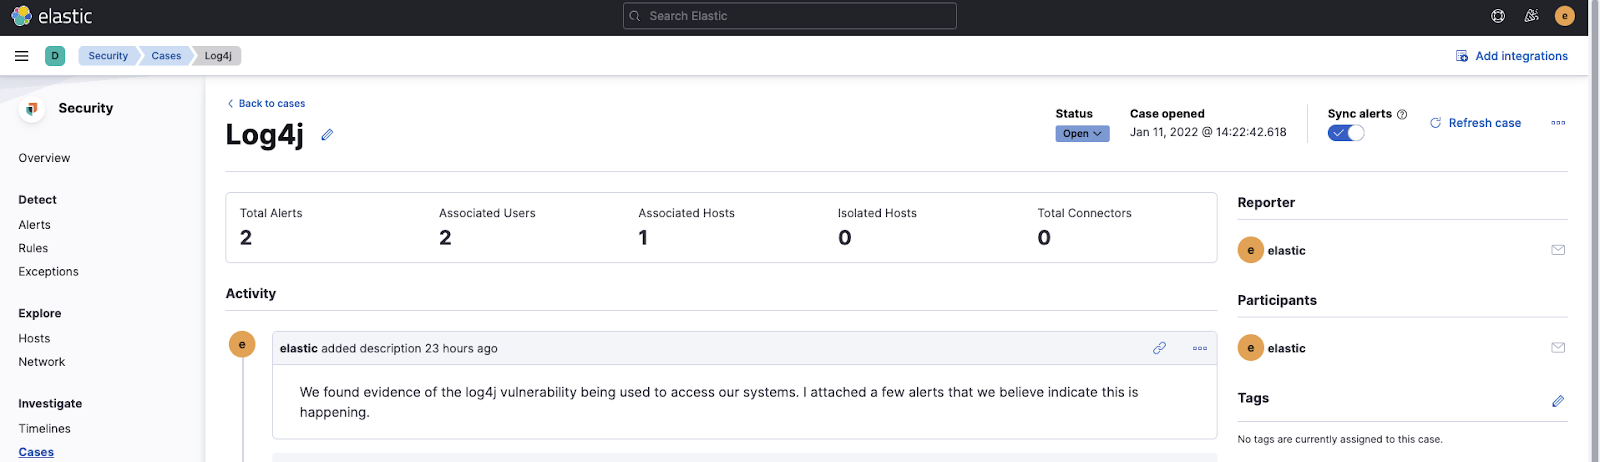 elastic
Search Elastic
e
D
Security
Cases
Log4j
Add integrations
Security
Overview
Detect
Alerts
Rules
Exceptions
Explore
Hosts
Network
Investigate
Timelines
Cases
Back to cases
Log4j
Status
Open
Case opened
Jan 11, 2022 @ 14:22:42.618
Sync alerts
Refresh case
Total Alerts
2
Associated Users
2
Associated Hosts
1
Isolated Hosts
0
Total Connectors
0
Activity
e
elastic added description 23 hours ago
We found evidence of the log4j vulnerability being used to access our systems. I attached a few alerts that we believe indicate this is
happening.
Reporter
e elastic
Participants
e elastic
Tags
No tags are currently assigned to this case.